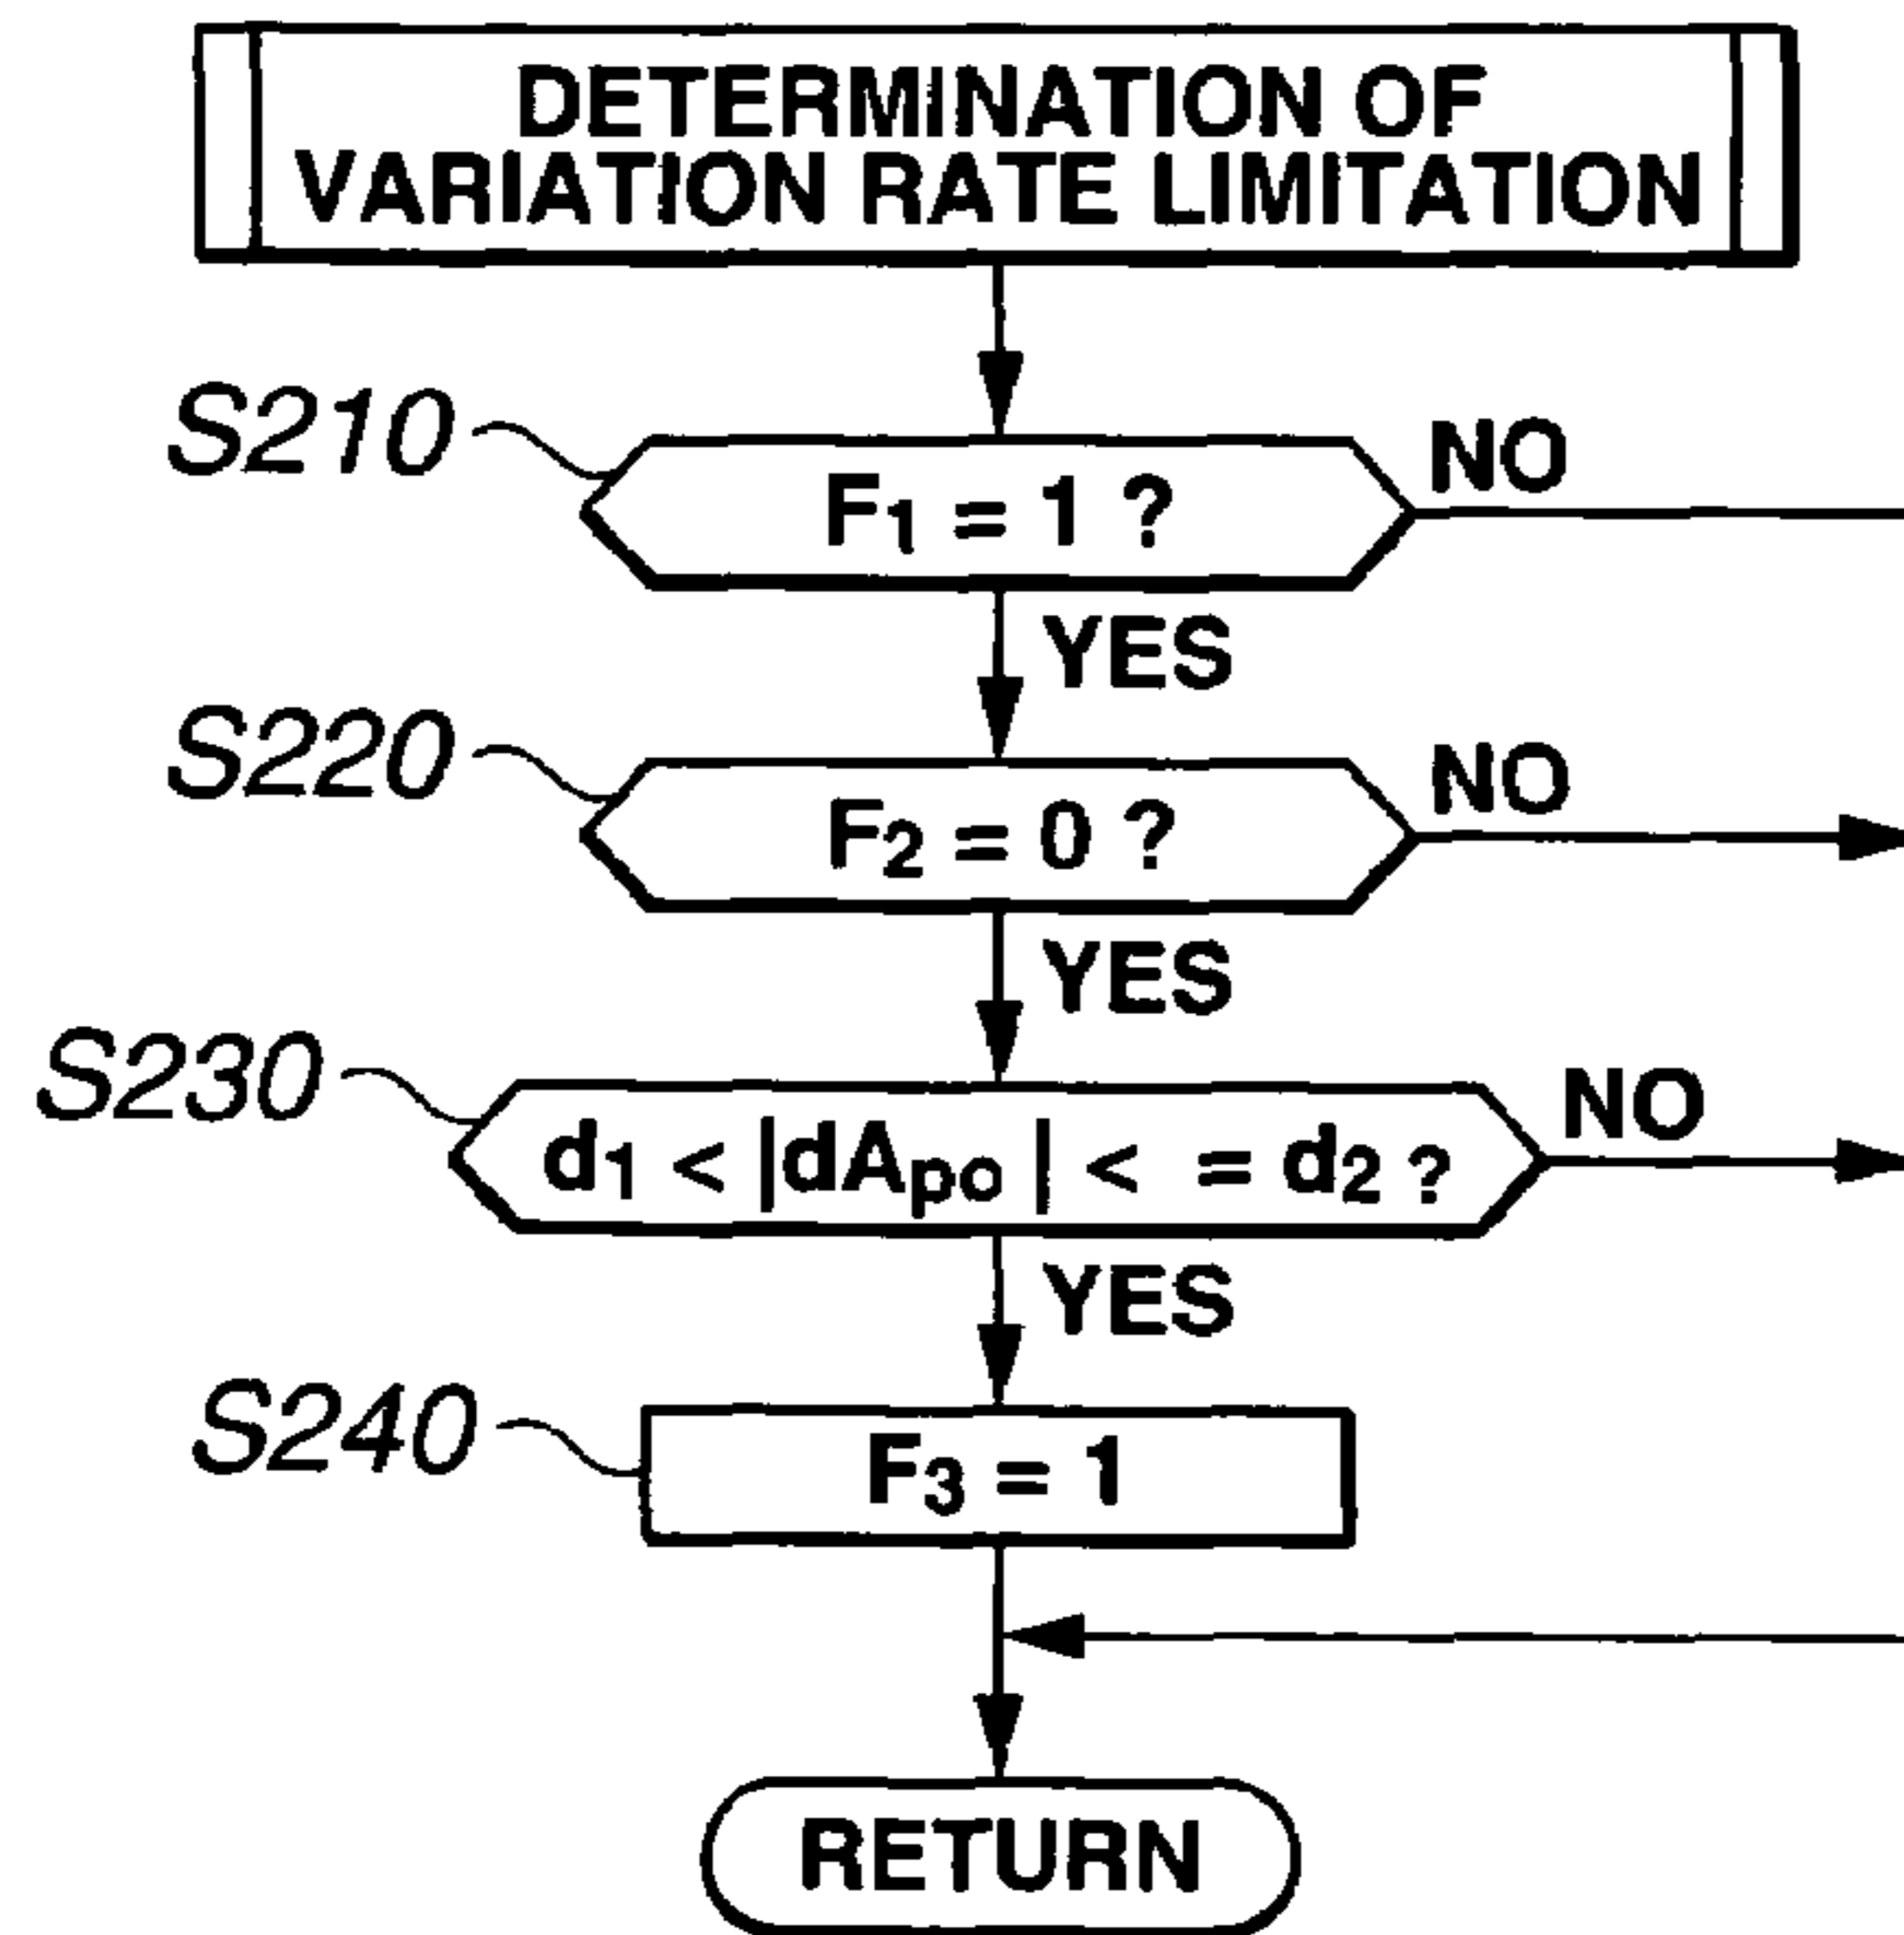 DETERMINATION OF
VARIATION RATE LIMITATION
S210
F1 = 1 ?
NO
YES
S220
F2 = 0 ?
NO
YES
S230
d1 < |dApo| < = d2 ?
NO
YES
S240
F3 = 1
RETURN